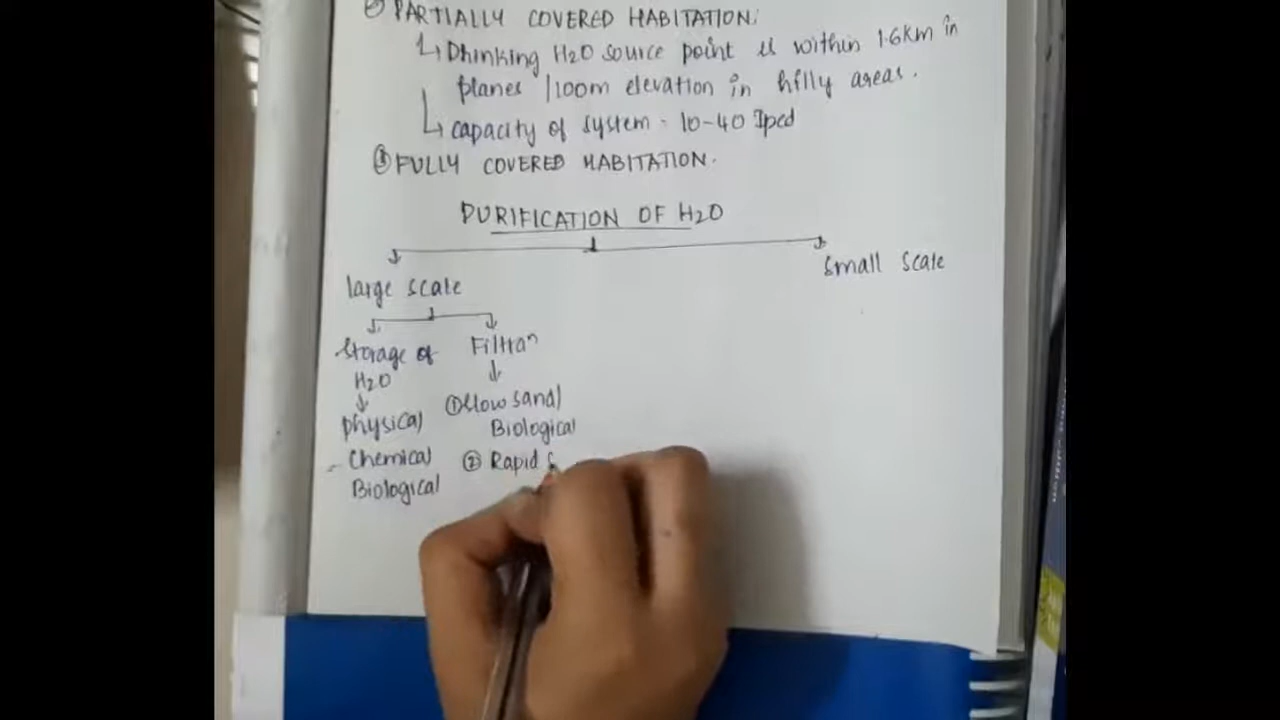 ② PARTIALLY COVERED HABITATION:
↳ Drinking H2O source point is within 1.6Km in
planes /100m elevation in hilly areas.
↳ capacity of system - 10-40 lpcd
③ FULLY COVERED HABITATION.
PURIFICATION OF H2O
large scale
small scale
Storage of
H2O
↓
physical
Chemical
Biological
Filtraⁿ
↓
① Slow sand
Biological
② Rapid S